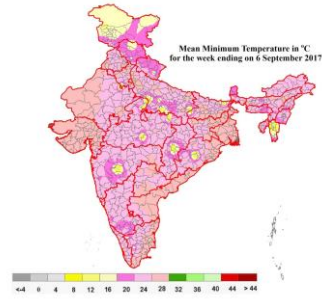 Mean Minimum Temperature in °C
for the week ending on 6 September 2017
<-4 0 4 8 12 16 20 24 28 32 36 40 44 > 44